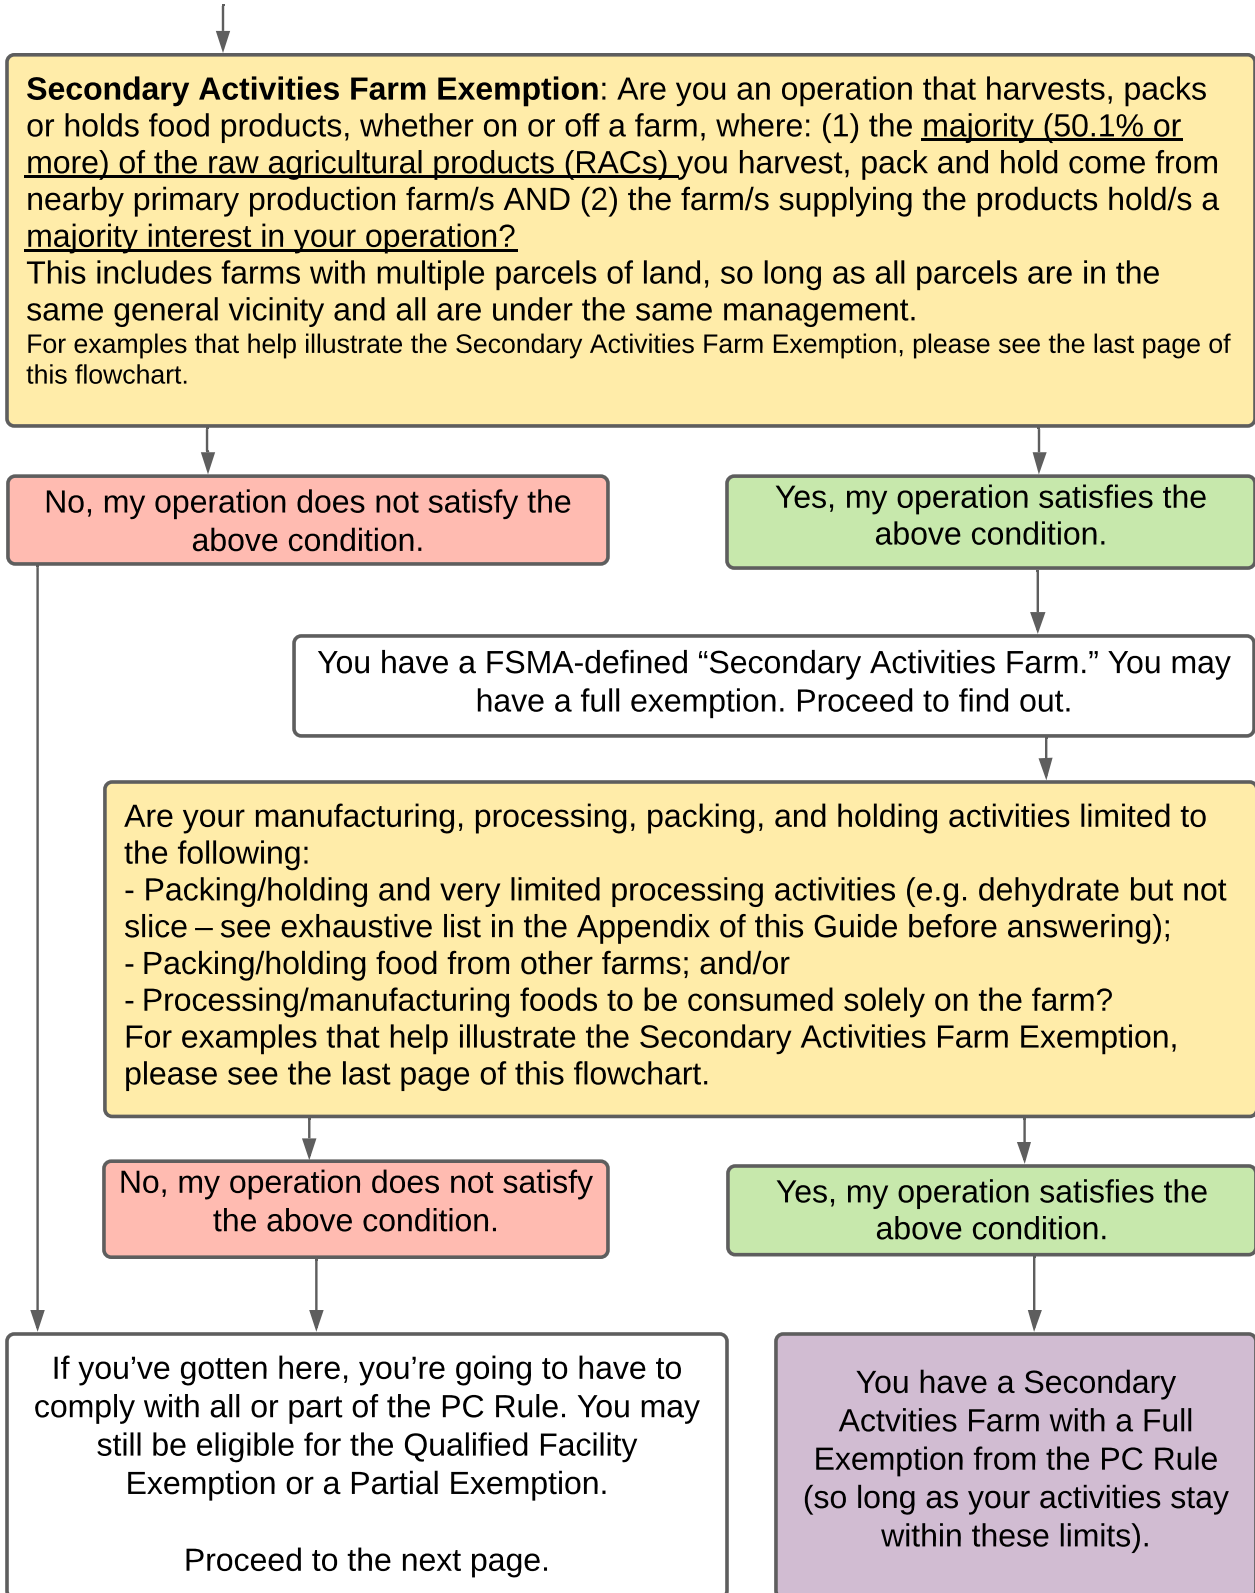 Secondary Activities Farm Exemption: Are you an operation that harvests, packs
or holds food products, whether on or off a farm, where: (1) the majority (50.1% or
more) of the raw agricultural products (RACs) you harvest, pack and hold come from
nearby primary production farm/s AND (2) the farm/s supplying the products hold/s a
majority interest in your operation?
This includes farms with multiple parcels of land, so long as all parcels are in the
same general vicinity and all are under the same management.
For examples that help illustrate the Secondary Activities Farm Exemption, please see the last page of
this flowchart.
No, my operation does not satisfy the
above condition.
Yes, my operation satisfies the
above condition.
You have a FSMA-defined “Secondary Activities Farm.” You may
have a full exemption. Proceed to find out.
Are your manufacturing, processing, packing, and holding activities limited to
the following:
- Packing/holding and very limited processing activities (e.g. dehydrate but not
slice – see exhaustive list in the Appendix of this Guide before answering);
- Packing/holding food from other farms; and/or
- Processing/manufacturing foods to be consumed solely on the farm?
For examples that help illustrate the Secondary Activities Farm Exemption,
please see the last page of this flowchart.
No, my operation does not satisfy
the above condition.
Yes, my operation satisfies the
above condition.
If you’ve gotten here, you’re going to have to
comply with all or part of the PC Rule. You may
still be eligible for the Qualified Facility
Exemption or a Partial Exemption.
Proceed to the next page.
You have a Secondary
Actvities Farm with a Full
Exemption from the PC Rule
(so long as your activities stay
within these limits).